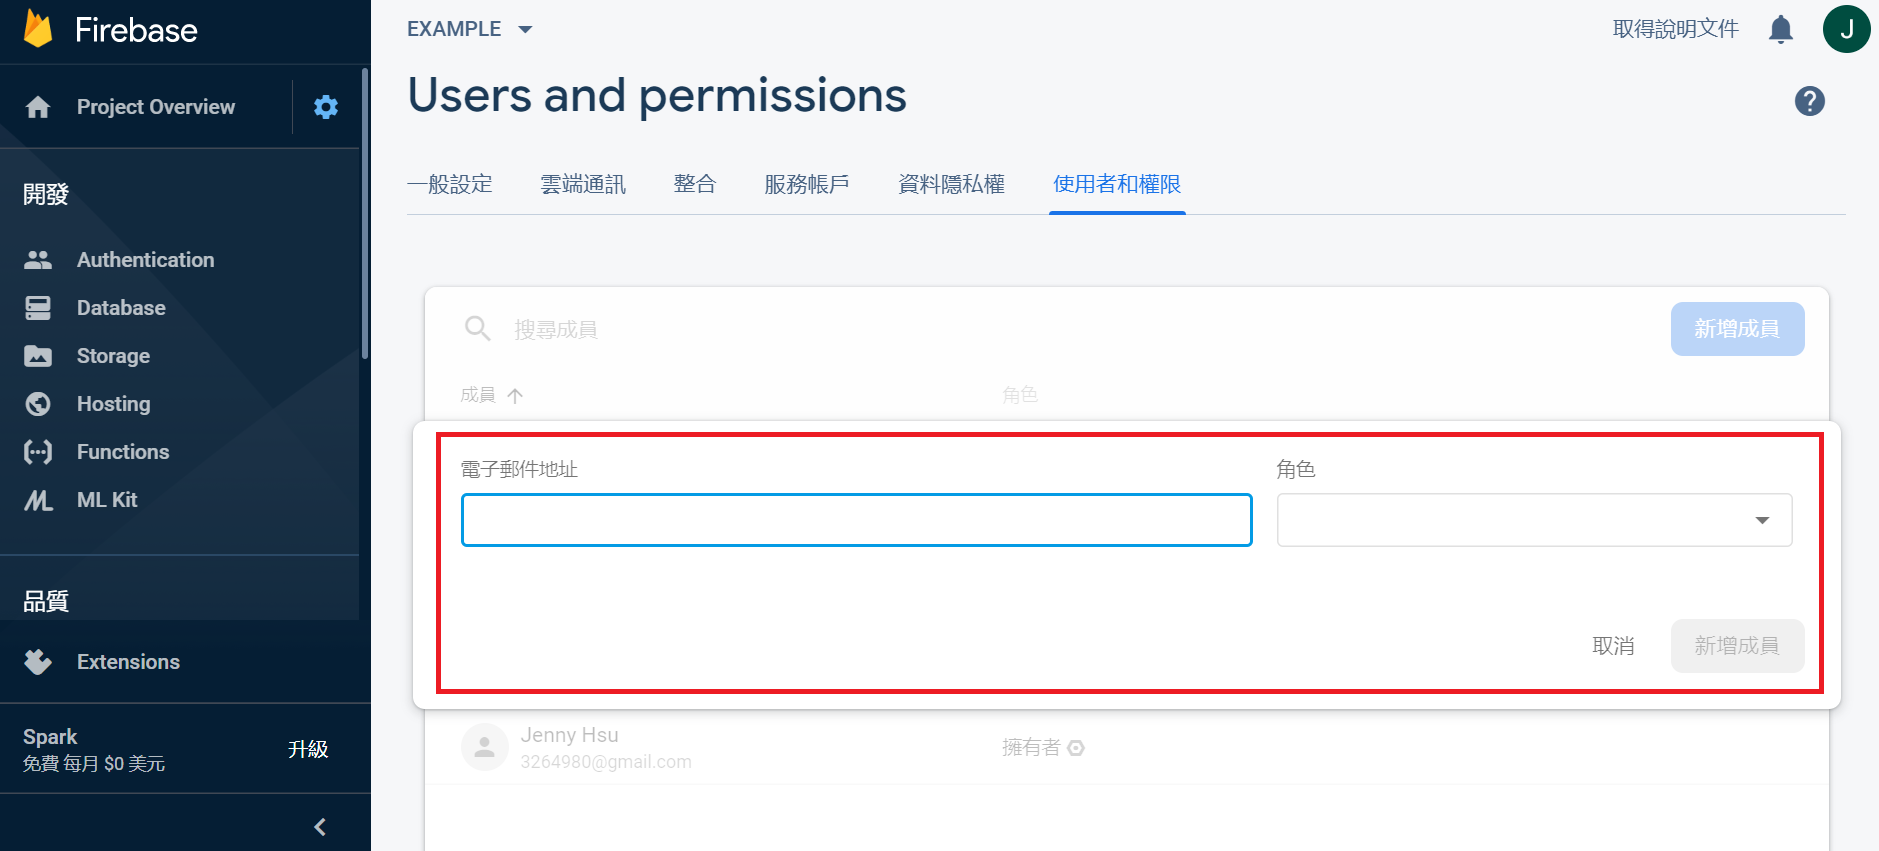 Firebase
Project Overview
開發
Authentication
Database
Storage
Hosting
Functions
ML Kit
品質
Extensions
Spark
免費 每月 $0 美元
升級
EXAMPLE
取得說明文件
J
Users and permissions
一般設定
雲端通訊
整合
服務帳戶
資料隱私權
使用者和權限
搜尋成員
新增成員
成員
角色
電子郵件地址
角色
取消
新增成員
Jenny Hsu
3264980@gmail.com
擁有者